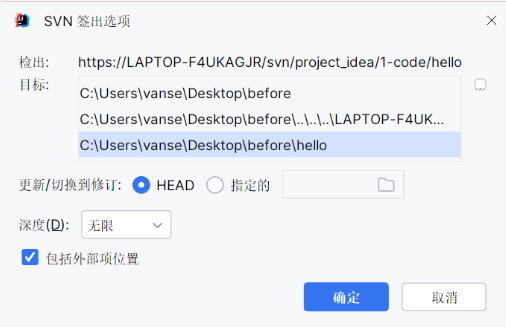 SVN 签出选项
检出: https://LAPTOP-F4UKAGJR/svn/project_idea/1-code/hello
目标:
C:\Users\vanse\Desktop\before
C:\Users\vanse\Desktop\before\..\..\..\LAPTOP-F4UK...
C:\Users\vanse\Desktop\before\hello
更新/切换到修订: HEAD 指定的
深度(D): 无限
包括外部项位置
确定 取消